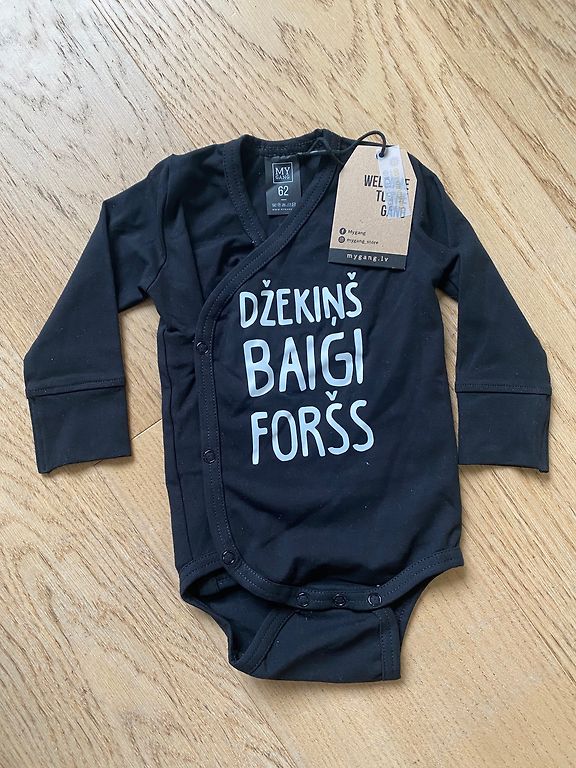 MY
GANG
62
WELCOME
TO THE
GANG
Mygang
mygang_store
mygang.lv
DŽEKIŅŠ
BAIGI
FORŠS